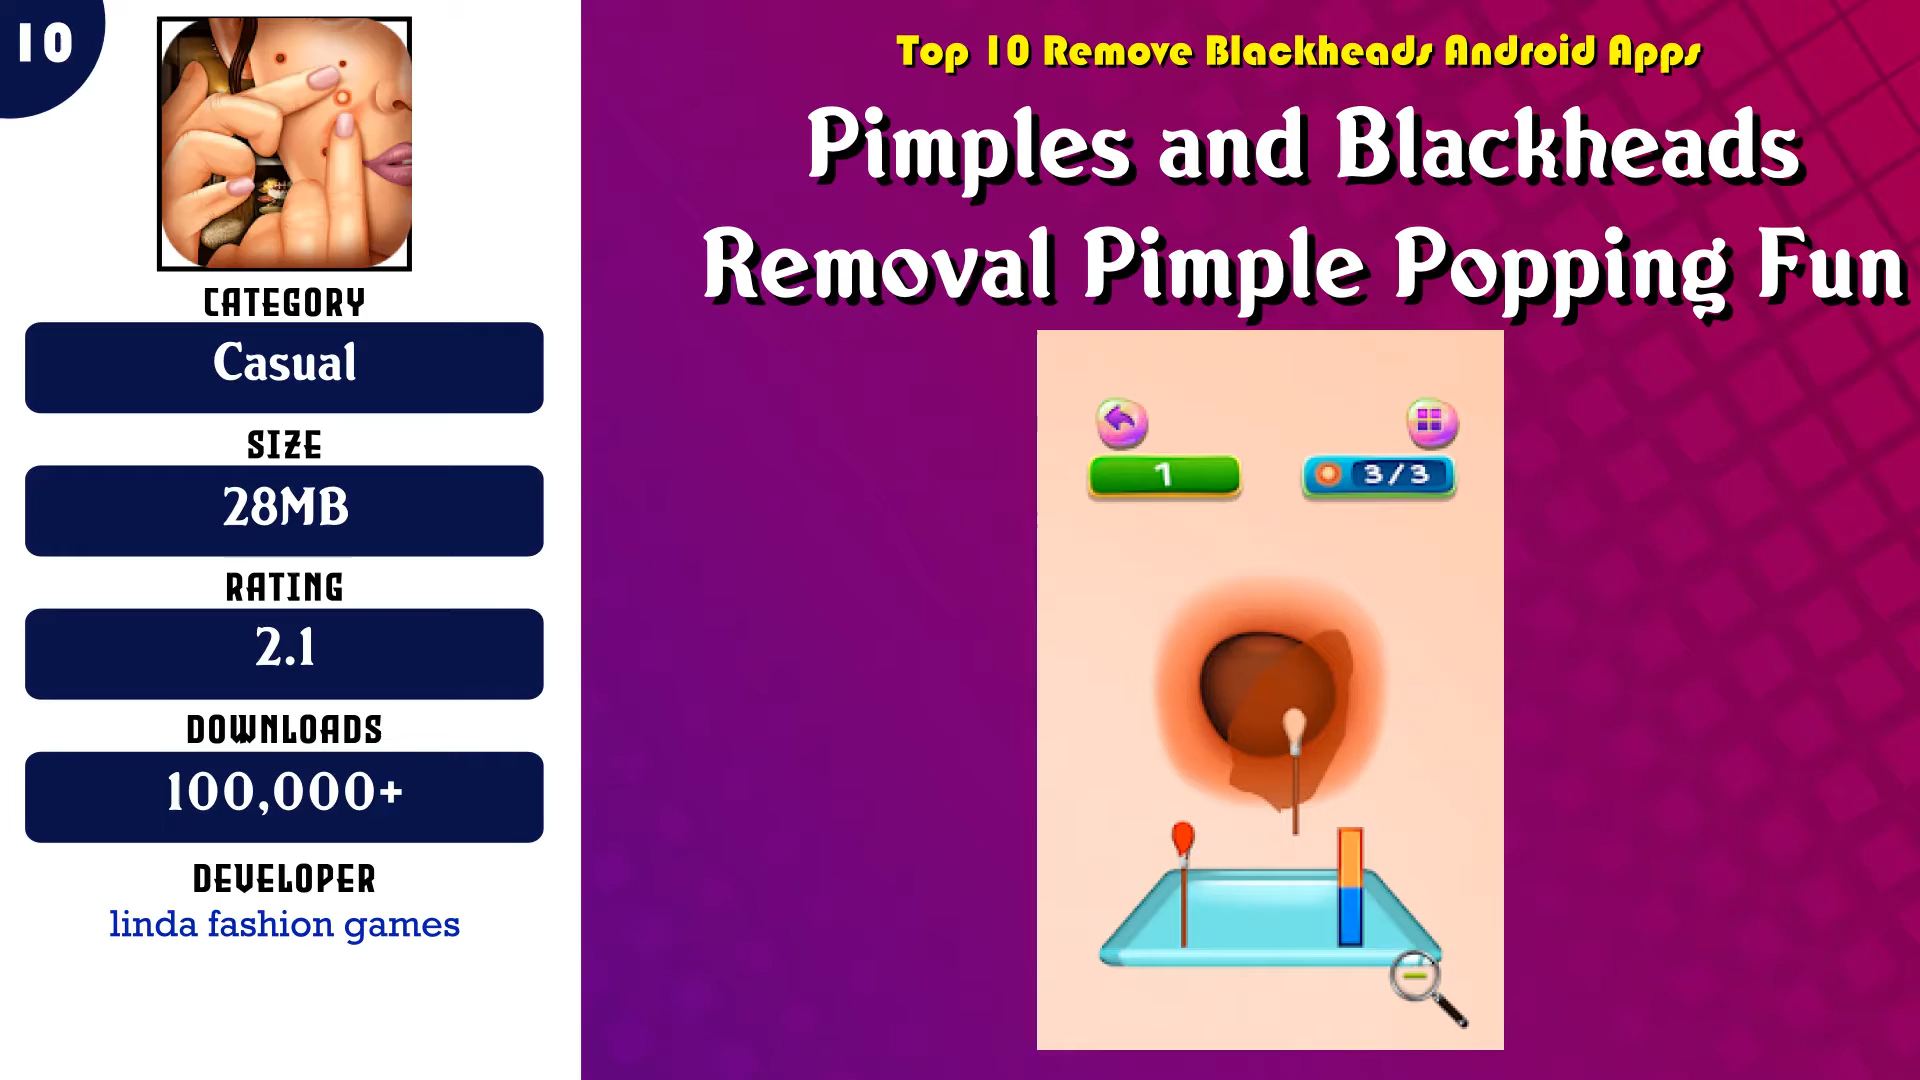 10
CATEGORY
Casual
SIZE
28MB
RATING
2.1
DOWNLOADS
100,000+
DEVELOPER
linda fashion games
Top 10 Remove Blackheads Android Apps
Pimples and Blackheads
Removal Pimple Popping Fun
1
3/3